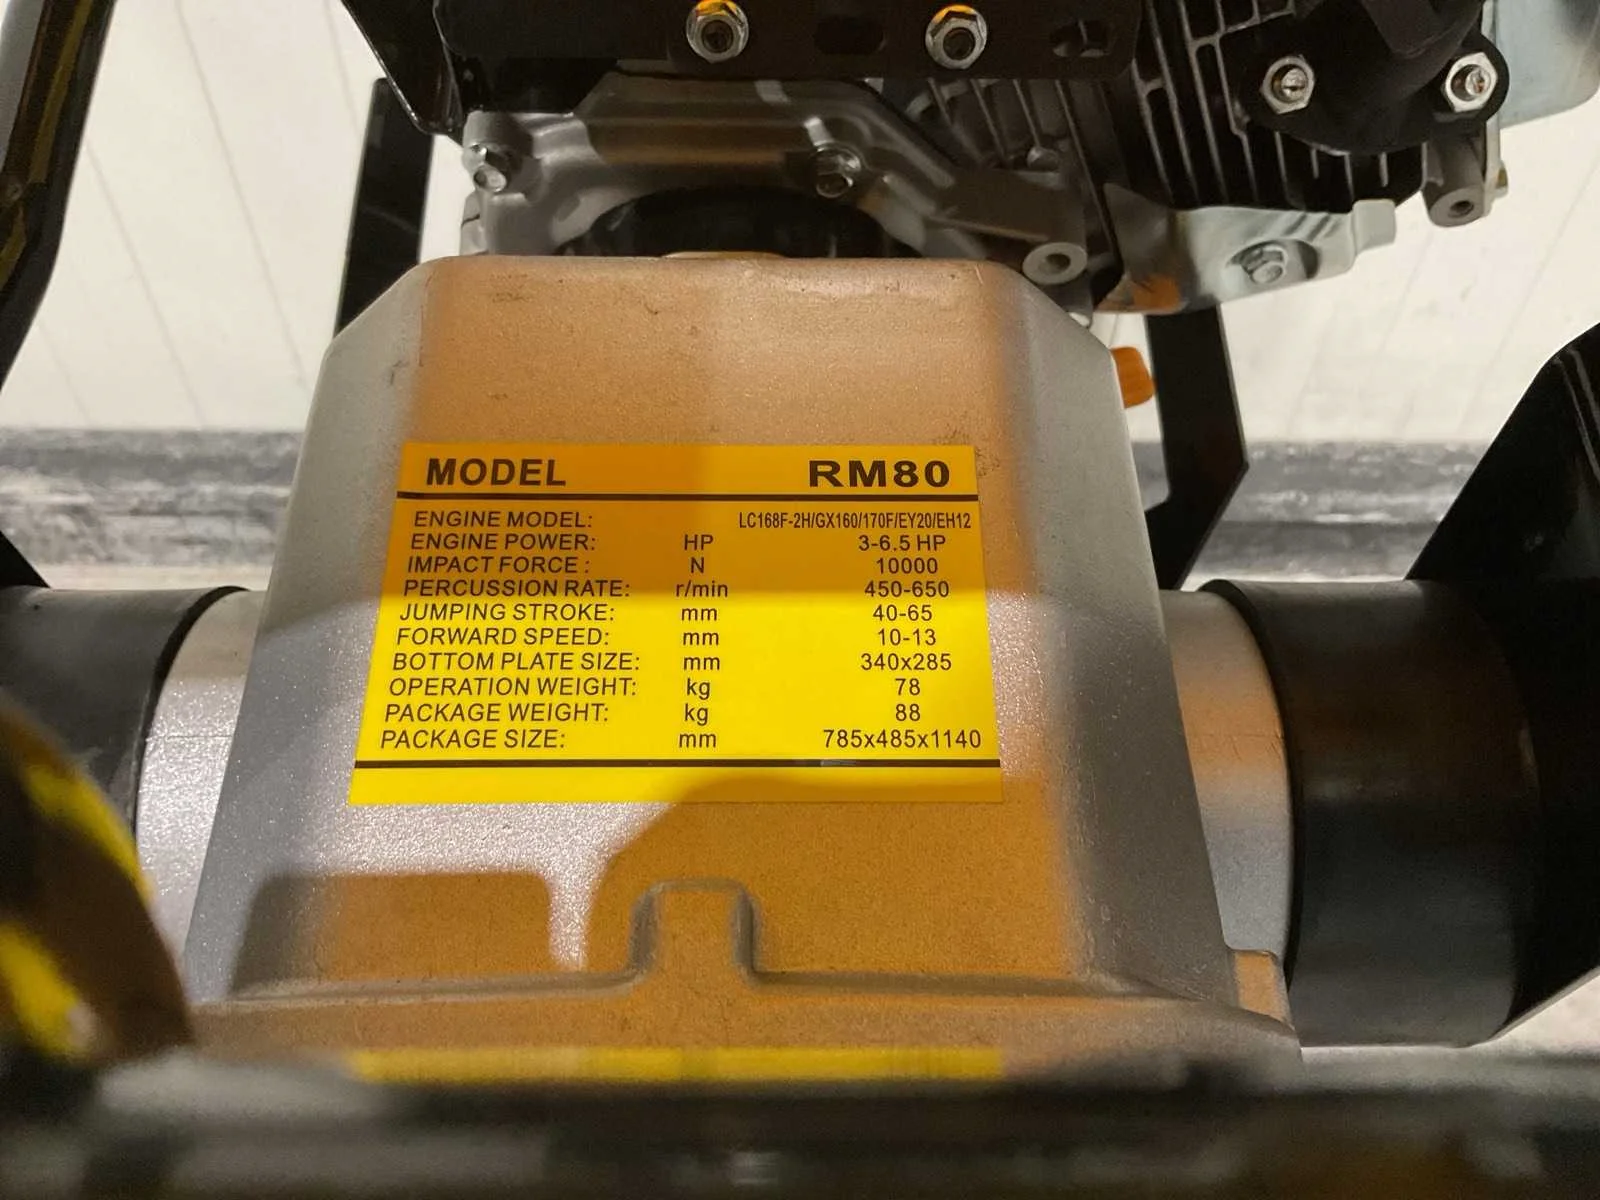 MODEL RM80
ENGINE MODEL: LC168F-2H/GX160/170F/EY20/EH12
ENGINE POWER: HP 3-6.5 HP
IMPACT FORCE : N 10000
PERCUSSION RATE: r/min 450-650
JUMPING STROKE: mm 40-65
FORWARD SPEED: mm 10-13
BOTTOM PLATE SIZE: mm 340x285
OPERATION WEIGHT: kg 78
PACKAGE WEIGHT: kg 88
PACKAGE SIZE: mm 785x485x1140